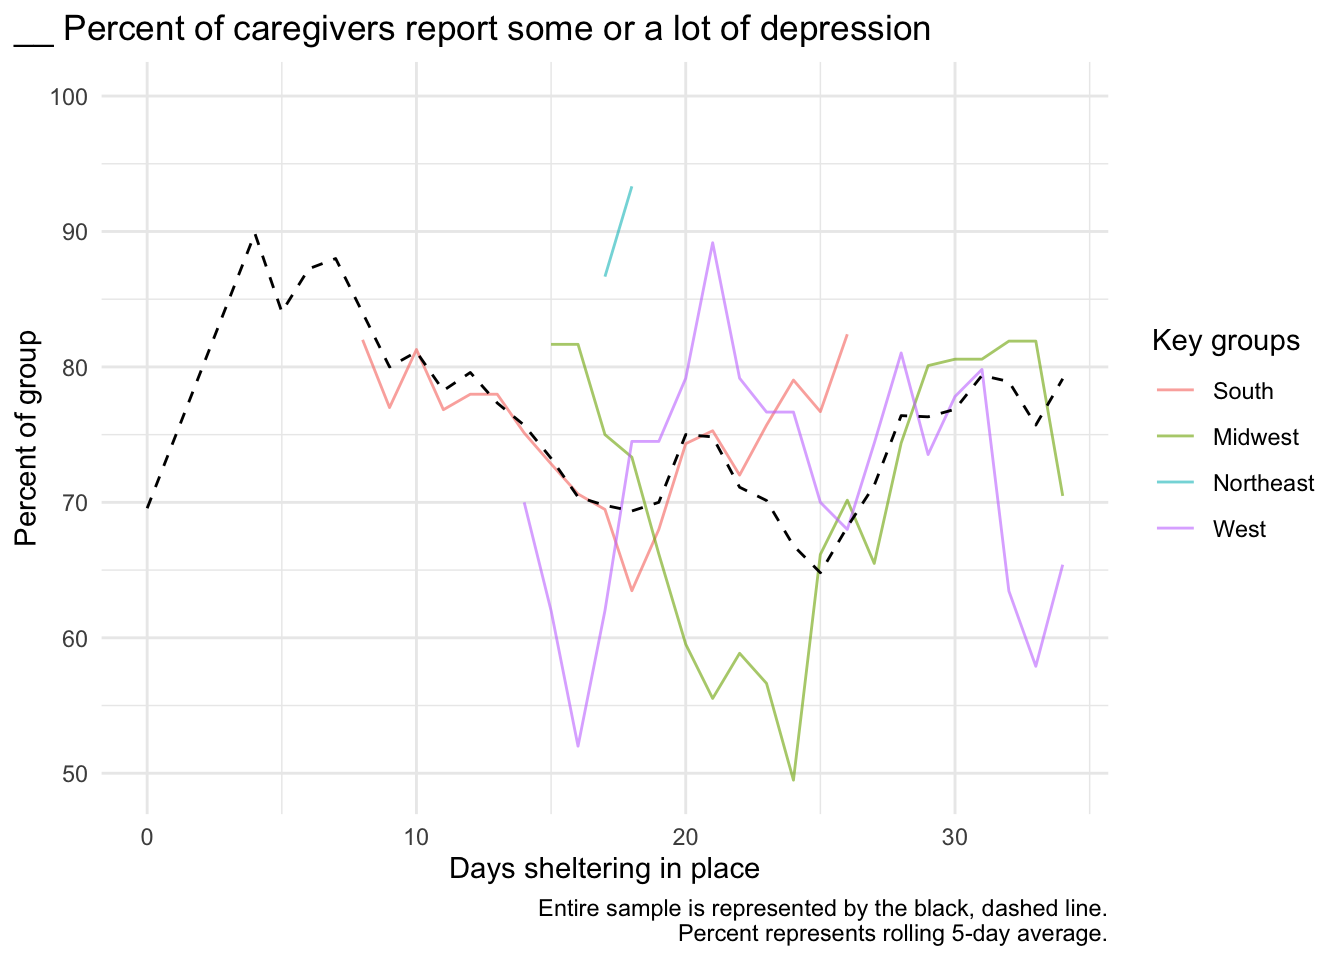 __ Percent of caregivers report some or a lot of depression
100
90
80
70
60
50
Percent of group
0 10 20 30
Days sheltering in place
Key groups
South
Midwest
Northeast
West
Entire sample is represented by the black, dashed line.
Percent represents rolling 5-day average.